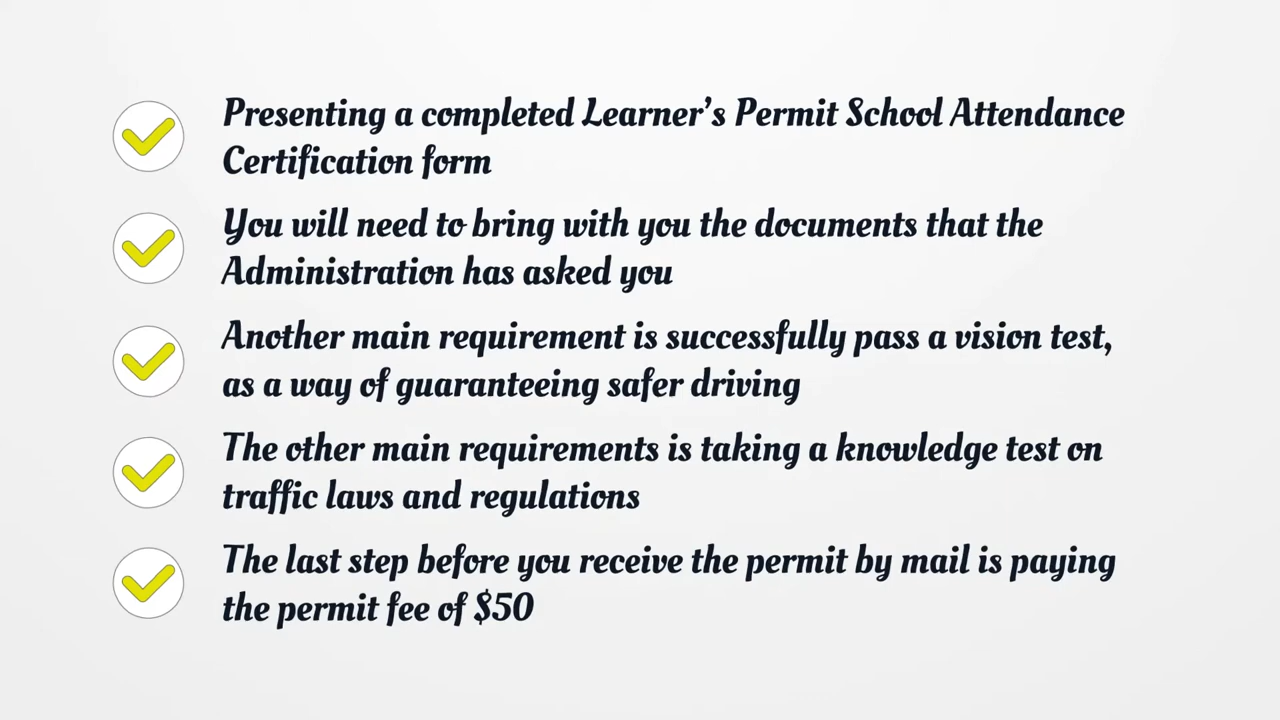 Presenting a completed Learner's Permit School Attendance
Certification form
You will need to bring with you the documents that the
Administration has asked you
Another main requirement is successfully pass a vision test,
as a way of guaranteeing safer driving
The other main requirements is taking a knowledge test on
traffic laws and regulations
The last step before you receive the permit by mail is paying
the permit fee of $50